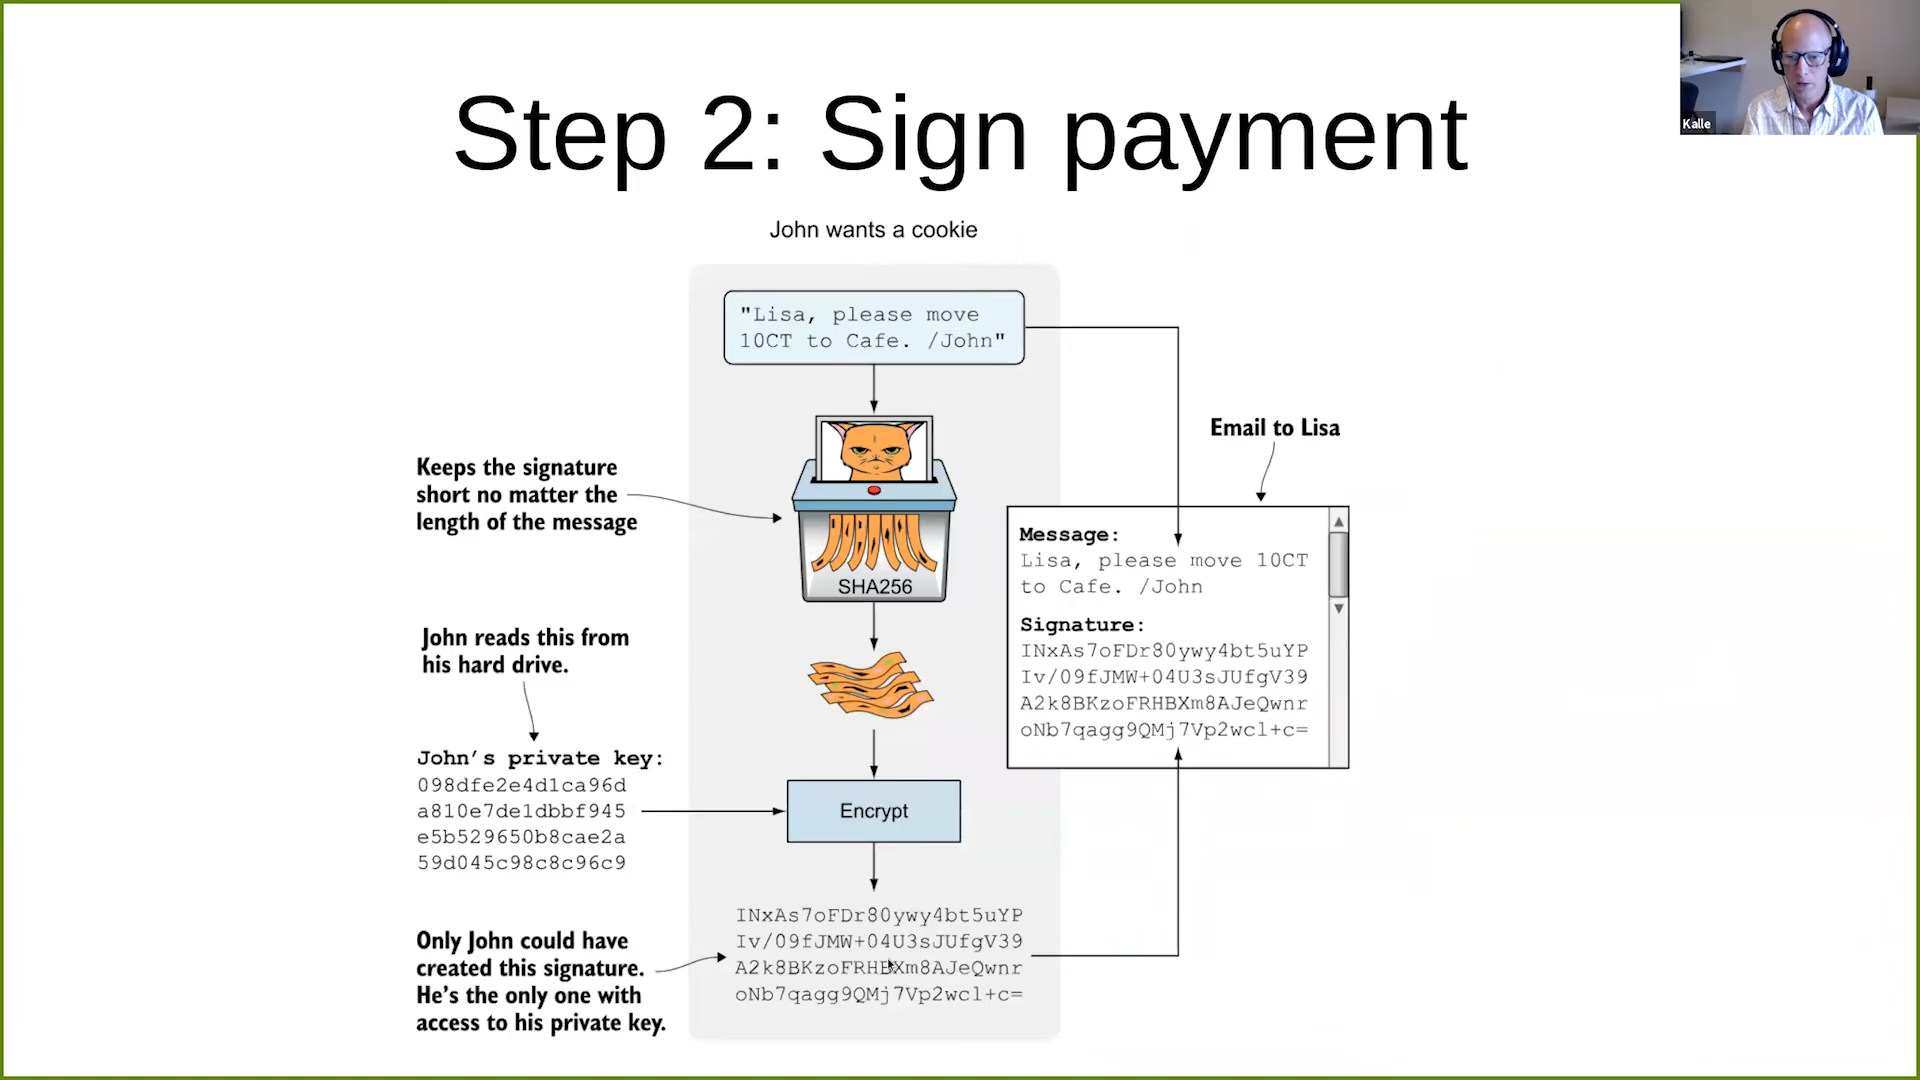 Step 2: Sign payment
Kalle
John wants a cookie
"Lisa, please move
10CT to Cafe. /John"
Keeps the signature
short no matter the
length of the message
SHA256
John reads this from
his hard drive.
John's private key:
098dfe2e4d1ca96d
a810e7de1dbbf945
e5b529650b8cae2a
59d045c98c8c96c9
Encrypt
Only John could have
created this signature.
He's the only one with
access to his private key.
INxAs7oFDr80ywy4bt5uYP
Iv/09fJMW+04U3sJUfgV39
A2k8BKzoFRHBXm8AJeQwnr
oNb7qagg9QMj7Vp2wcl+c=
Email to Lisa
Message:
Lisa, please move 10CT
to Cafe. /John
Signature:
INxAs7oFDr80ywy4bt5uYP
Iv/09fJMW+04U3sJUfgV39
A2k8BKzoFRHBXm8AJeQwnr
oNb7qagg9QMj7Vp2wcl+c=